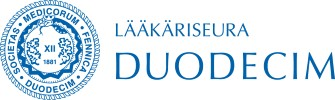 SOCIETAS MEDICORUM FENNICA
DUODECIM
XII
1881
LÄÄKÄRISEURA
DUODECIM